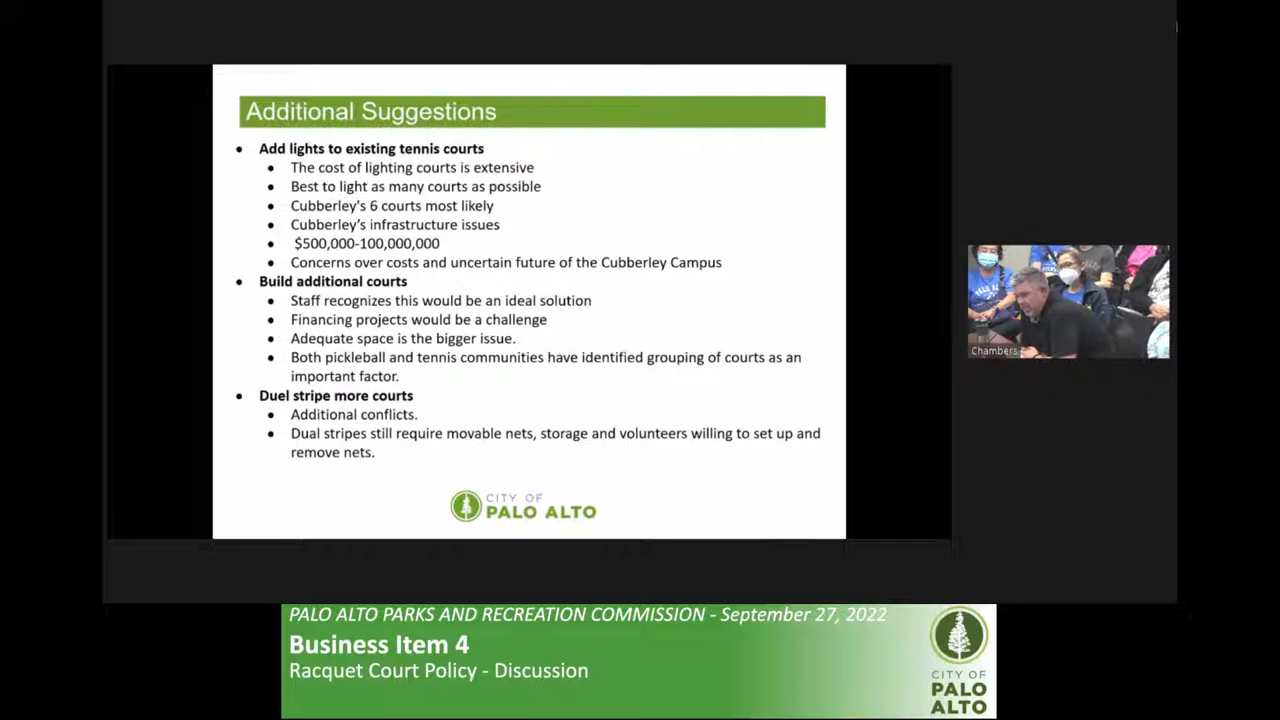 Additional Suggestions
• Add lights to existing tennis courts
• The cost of lighting courts is extensive
• Best to light as many courts as possible
• Cubberley's 6 courts most likely
• Cubberley's infrastructure issues
• $500,000-100,000,000
• Concerns over costs and uncertain future of the Cubberley Campus
• Build additional courts
• Staff recognizes this would be an ideal solution
• Financing projects would be a challenge
• Adequate space is the bigger issue.
• Both pickleball and tennis communities have identified grouping of courts as an
important factor.
• Duel stripe more courts
• Additional conflicts.
• Dual stripes still require movable nets, storage and volunteers willing to set up and
remove nets.
CITY OF
PALO ALTO
Chambers
PALO ALTO PARKS AND RECREATION COMMISSION - September 27, 2022
Business Item 4
Racquet Court Policy - Discussion
CITY OF
PALO
ALTO